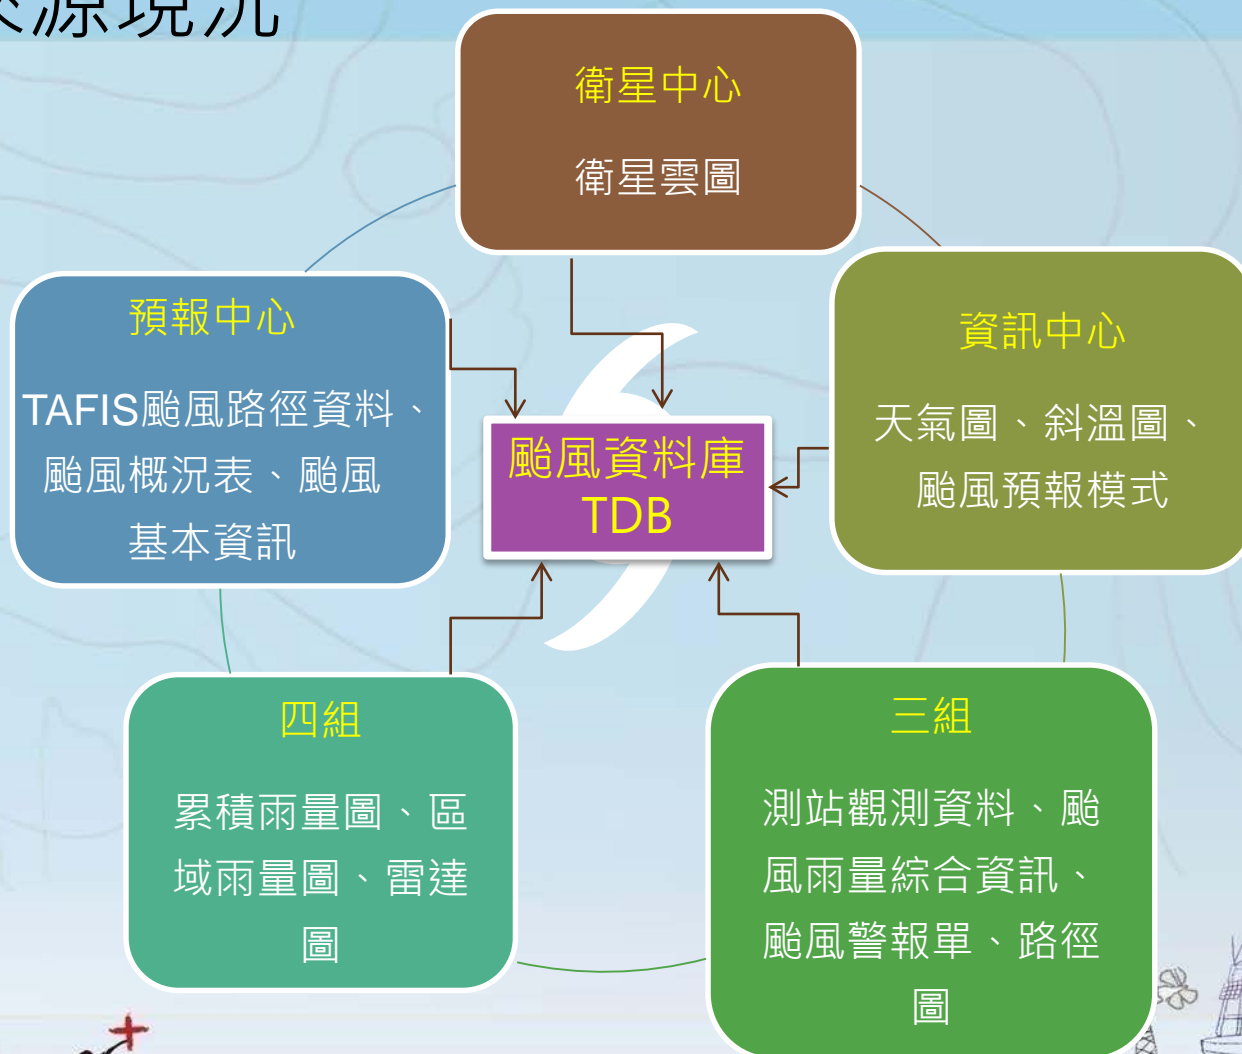 來源現況
衛星中心
衛星雲圖
預報中心
TAFIS颱風路徑資料、
颱風概況表、颱風
基本資訊
資訊中心
天氣圖、斜溫圖、
颱風預報模式
颱風資料庫
TDB
四組
累積雨量圖、區
域雨量圖、雷達
圖
三組
測站觀測資料、颱
風雨量綜合資訊、
颱風警報單、路徑
圖